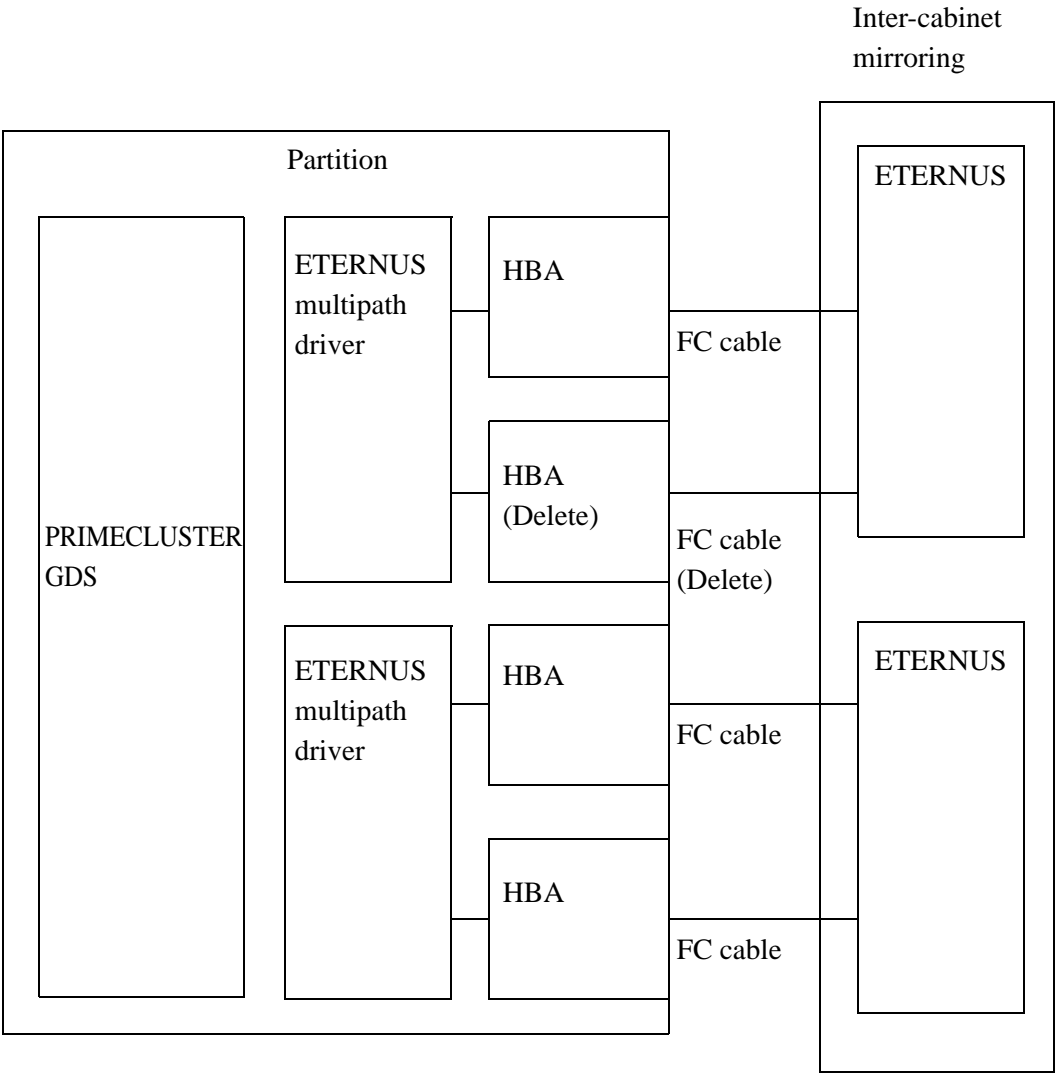 Inter-cabinet
mirroring
Partition
ETERNUS
ETERNUS
multipath
driver
HBA
FC cable
HBA
(Delete)
FC cable
(Delete)
PRIMECLUSTER
GDS
ETERNUS
multipath
driver
HBA
ETERNUS
FC cable
HBA
FC cable